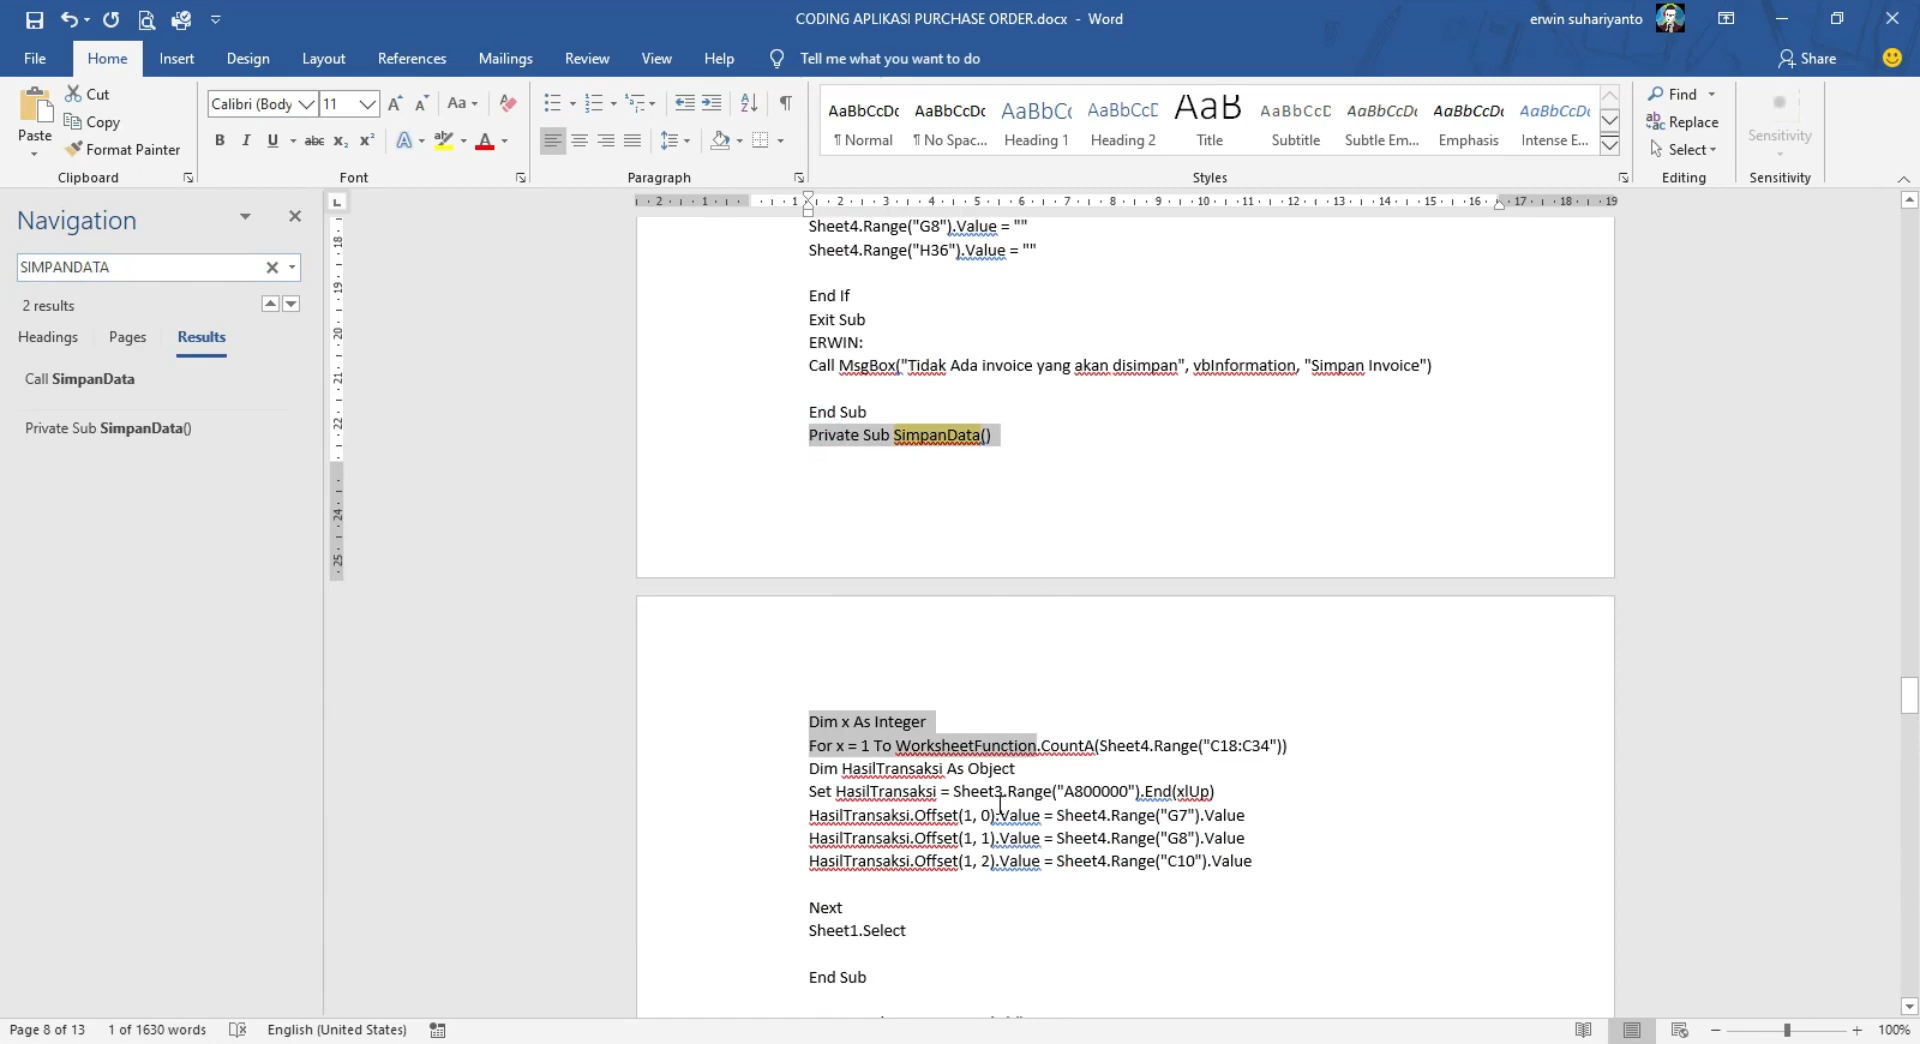 CODING APLIKASI PURCHASE ORDER.docx - Word
erwin suhariyanto
File Home Insert Design Layout References Mailings Review View Help Tell me what you want to do
Share
Paste
Cut
Copy
Format Painter
Clipboard
Calibri (Body 11
Font
Paragraph
AaBbCcDc AaBbCcDc AaBbCc AaBbCcD AaB AaBbCcD AaBbCcDc AaBbCcDc AaBbCcDc
¶ Normal ¶ No Spac... Heading 1 Heading 2 Title Subtitle Subtle Em... Emphasis Intense E...
Styles
Find
Replace
Select
Editing
Sensitivity
Sensitivity
Navigation
SIMPANDATA
2 results
Headings Pages Results
Call SimpanData
Private Sub SimpanData()
Sheet4.Range("G8").Value = ""
Sheet4.Range("H36").Value = ""
End If
Exit Sub
ERWIN:
Call MsgBox("Tidak Ada invoice yang akan disimpan", vbInformation, "Simpan Invoice")
End Sub
Private Sub SimpanData()
Dim x As Integer
For x = 1 To WorksheetFunction.CountA(Sheet4.Range("C18:C34"))
Dim HasilTransaksi As Object
Set HasilTransaksi = Sheet3.Range("A800000").End(xlUp)
HasilTransaksi.Offset(1, 0).Value = Sheet4.Range("G7").Value
HasilTransaksi.Offset(1, 1).Value = Sheet4.Range("G8").Value
HasilTransaksi.Offset(1, 2).Value = Sheet4.Range("C10").Value
Next
Sheet1.Select
End Sub
Page 8 of 13 1 of 1630 words English (United States) 100%